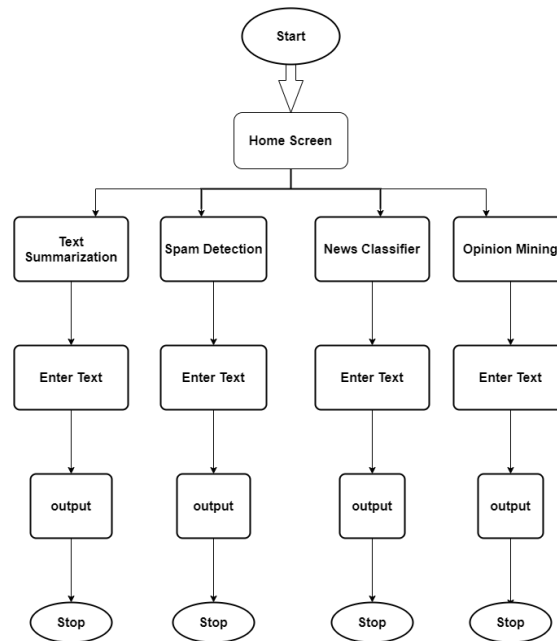 Start
Home Screen
Text
Summarization
Spam Detection
News Classifier
Opinion Mining
Enter Text
Enter Text
Enter Text
Enter Text
output
output
output
output
Stop
Stop
Stop
Stop